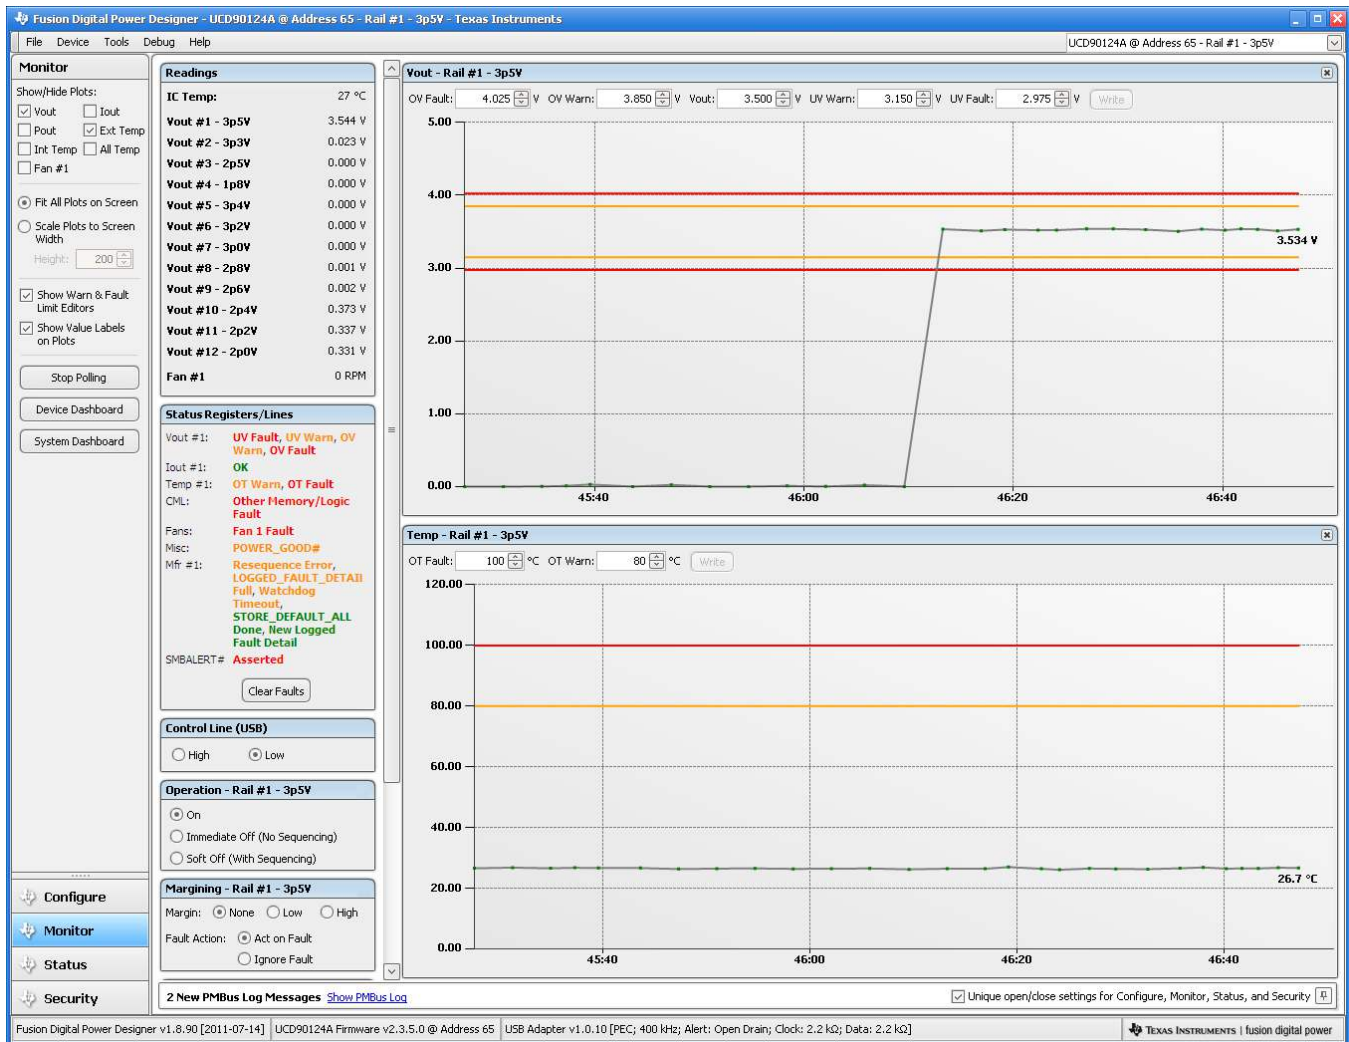 Fusion Digital Power Designer - UCD90124A @ Address 65 - Rail #1 - 3p5V - Texas Instruments
File Device Tools Debug Help
UCD90124A @ Address 65 - Rail #1 - 3p5V
Monitor
Show/Hide Plots:
Vout Iout
Pout Ext Temp
Int Temp All Temp
Fan #1
Fit All Plots on Screen
Scale Plots to Screen
Width
Height: 200
Show Warn & Fault
Limit Editors
Show Value Labels
on Plots
Stop Polling
Device Dashboard
System Dashboard
Configure
Monitor
Status
Security
Readings
IC Temp: 27 °C
Vout #1 - 3p5V 3.544 V
Vout #2 - 3p3V 0.023 V
Vout #3 - 2p5V 0.000 V
Vout #4 - 1p8V 0.000 V
Vout #5 - 3p4V 0.000 V
Vout #6 - 3p2V 0.000 V
Vout #7 - 3p0V 0.000 V
Vout #8 - 2p8V 0.001 V
Vout #9 - 2p6V 0.002 V
Vout #10 - 2p4V 0.373 V
Vout #11 - 2p2V 0.337 V
Vout #12 - 2p0V 0.331 V
Fan #1 0 RPM
Status Registers/Lines
Vout #1: UV Fault, UV Warn, OV
Warn, OV Fault
Iout #1: OK
Temp #1: OT Warn, OT Fault
CML: Other Memory/Logic
Fault
Fans: Fan 1 Fault
Misc: POWER_GOOD#
Mfr #1: Resequence Error,
LOGGED_FAULT_DETAIL
Full, Watchdog
Timeout,
STORE_DEFAULT_ALL
Done, New Logged
Fault Detail
SMBALERT# Asserted
Clear Faults
Control Line (USB)
High Low
Operation - Rail #1 - 3p5V
On
Immediate Off (No Sequencing)
Soft Off (With Sequencing)
Margining - Rail #1 - 3p5V
Margin: None Low High
Fault Action: Act on Fault
Ignore Fault
Vout - Rail #1 - 3p5V
OV Fault: 4.025 V OV Warn: 3.850 V Vout: 3.500 V UV Warn: 3.150 V UV Fault: 2.975 V Write
5.00
4.00
3.534 V
3.00
2.00
1.00
0.00
45:40 46:00 46:20 46:40
Temp - Rail #1 - 3p5V
OT Fault: 100 °C OT Warn: 80 °C Write
120.00
100.00
80.00
60.00
40.00
26.7 °C
20.00
0.00
45:40 46:00 46:20 46:40
2 New PMBus Log Messages Show PMBus Log
Unique open/close settings for Configure, Monitor, Status, and Security
Fusion Digital Power Designer v1.8.90 [2011-07-14] UCD90124A Firmware v2.3.5.0 @ Address 65 USB Adapter v1.0.10 [PEC; 400 kHz; Alert: Open Drain; Clock: 2.2 kΩ; Data: 2.2 kΩ] TEXAS INSTRUMENTS | fusion digital power